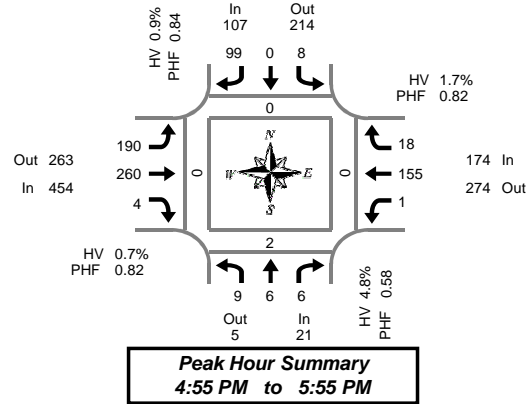 HV 0.9%
PHF 0.84
In
107
Out
214
99 0 8
HV 1.7%
PHF 0.82
0
Out 263
In 454
190
260
4
0
N
W E
S
0
18
155
1
174 In
274 Out
2
HV 0.7%
PHF 0.82
9 6 6
Out
5
In
21
HV 4.8%
PHF 0.58
Peak Hour Summary
4:55 PM to 5:55 PM